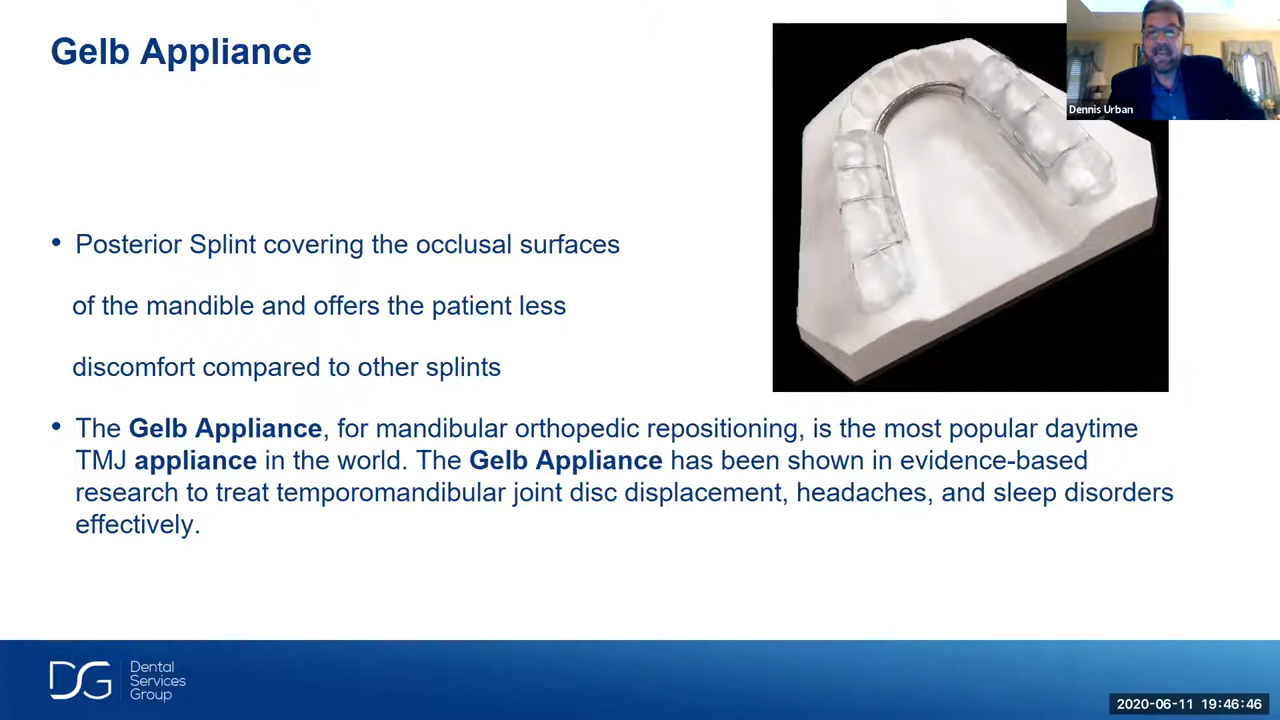 Gelb Appliance
Dennis Urban
• Posterior Splint covering the occlusal surfaces
of the mandible and offers the patient less
discomfort compared to other splints
• The Gelb Appliance, for mandibular orthopedic repositioning, is the most popular daytime
TMJ appliance in the world. The Gelb Appliance has been shown in evidence-based
research to treat temporomandibular joint disc displacement, headaches, and sleep disorders
effectively.
DG
Dental
Services
Group
2020-06-11 19:46:46